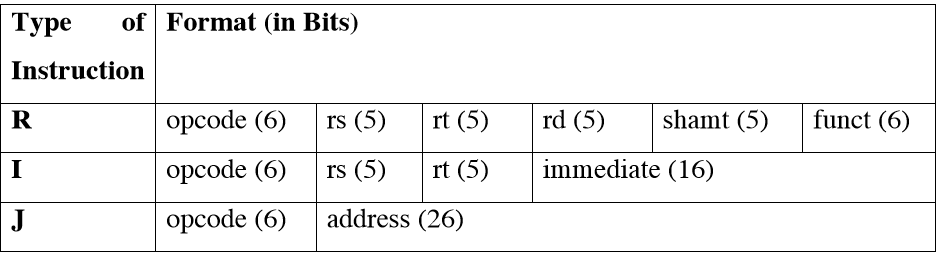 Type of Format (in Bits)
Instruction
R opcode (6) rs (5) rt (5) rd (5) shamt (5) funct (6)
I opcode (6) rs (5) rt (5) immediate (16)
J opcode (6) address (26)